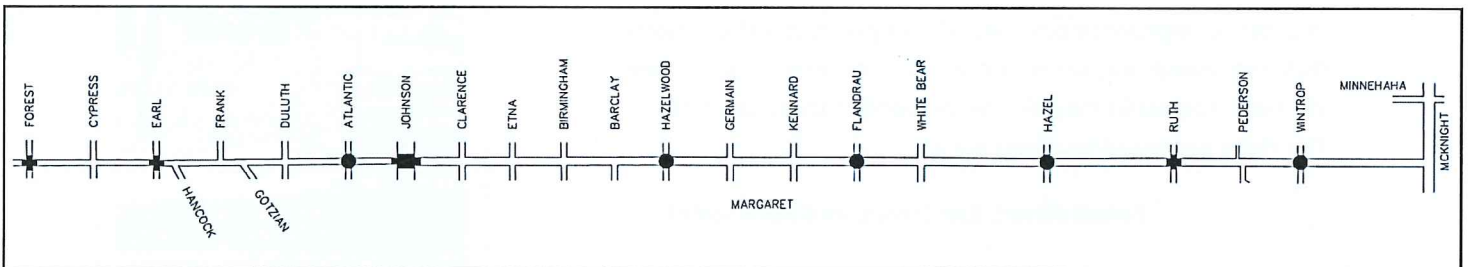 FOREST
CYPRESS
EARL
FRANK
DULUTH
ATLANTIC
JOHNSON
CLARENCE
ETNA
BIRMINGHAM
BARCLAY
HAZELWOOD
GERMAIN
KENNARD
FLANDRAU
WHITE BEAR
HAZEL
RUTH
PEDERSON
WINTROP
MINNEHAHA
MCKNIGHT
HANCOCK
GOTZIAN
MARGARET